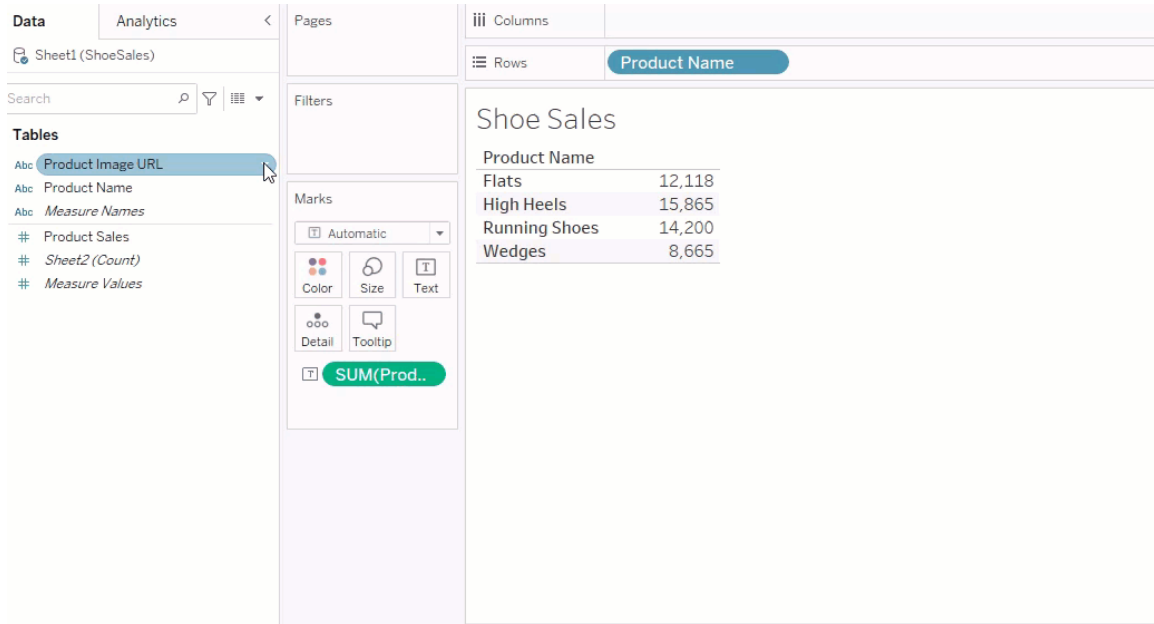 Data Analytics
Sheet1 (ShoeSales)
Search
Tables
Abc Product Image URL
Abc Product Name
Abc Measure Names
# Product Sales
# Sheet2 (Count)
# Measure Values
Pages
Filters
Marks
T Automatic
T
Color Size Text
Detail Tooltip
T SUM(Prod..
iii Columns
Rows Product Name
Shoe Sales
Product Name
Flats 12,118
High Heels 15,865
Running Shoes 14,200
Wedges 8,665